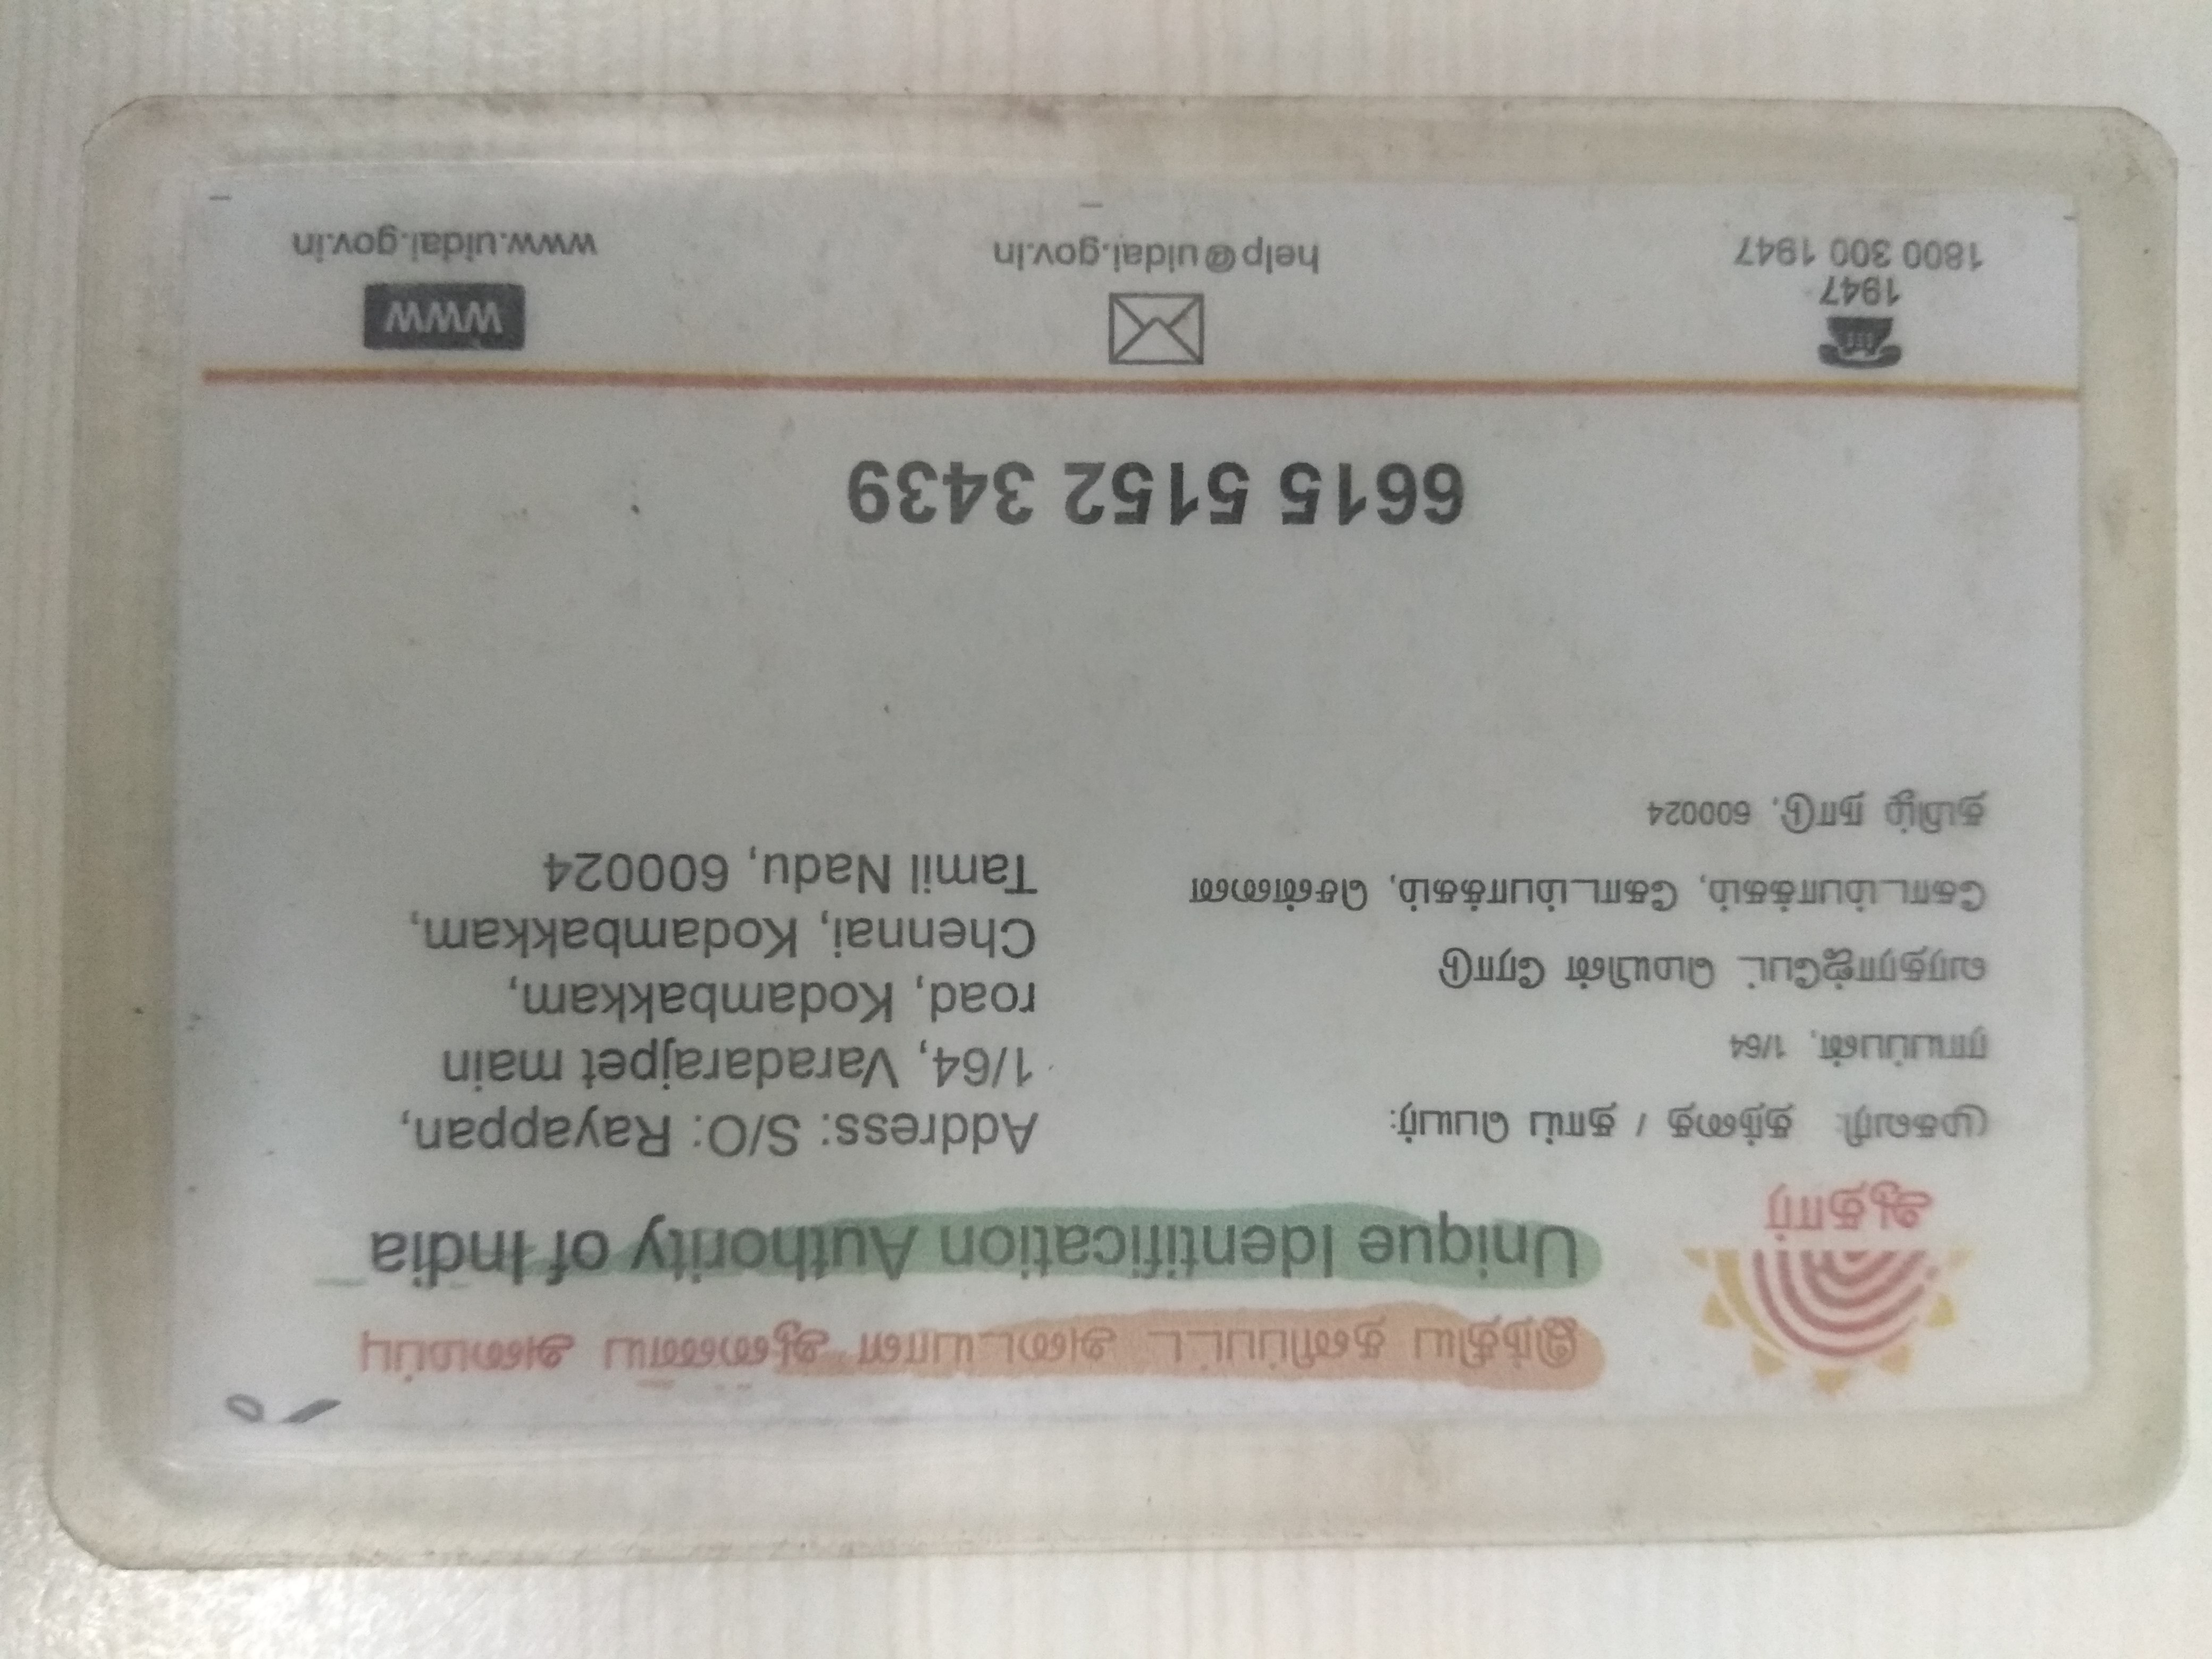 இந்திய தனிப்பட்ட அடையாள ஆணைய அமைப்பு
Unique Identification Authority of India
ஆதார்
முகவரி: தந்தை / தாய் பெயர்:
ராயப்பன், 1/64
வரதராஜபேட் மெயின் ரோடு
கோடம்பாக்கம், கோடம்பாக்கம், சென்னை
தமிழ் நாடு, 600024
Address: S/O: Rayappan,
1/64, Varadarajpet main
road, Kodambakkam,
Chennai, Kodambakkam,
Tamil Nadu, 600024
6615 5152 3439
1947
1800 300 1947
help@uidai.gov.in
WWW
www.uidai.gov.in